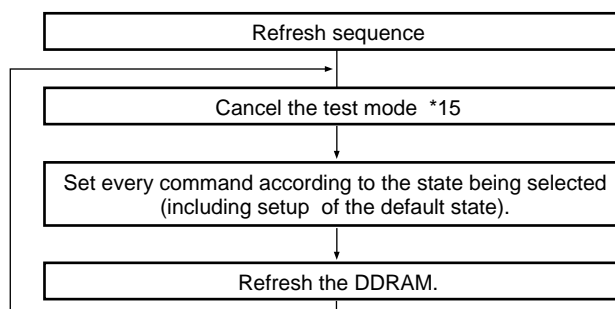 Refresh sequence
Cancel the test mode *15
Set every command according to the state being selected
(including setup of the default state).
Refresh the DDRAM.